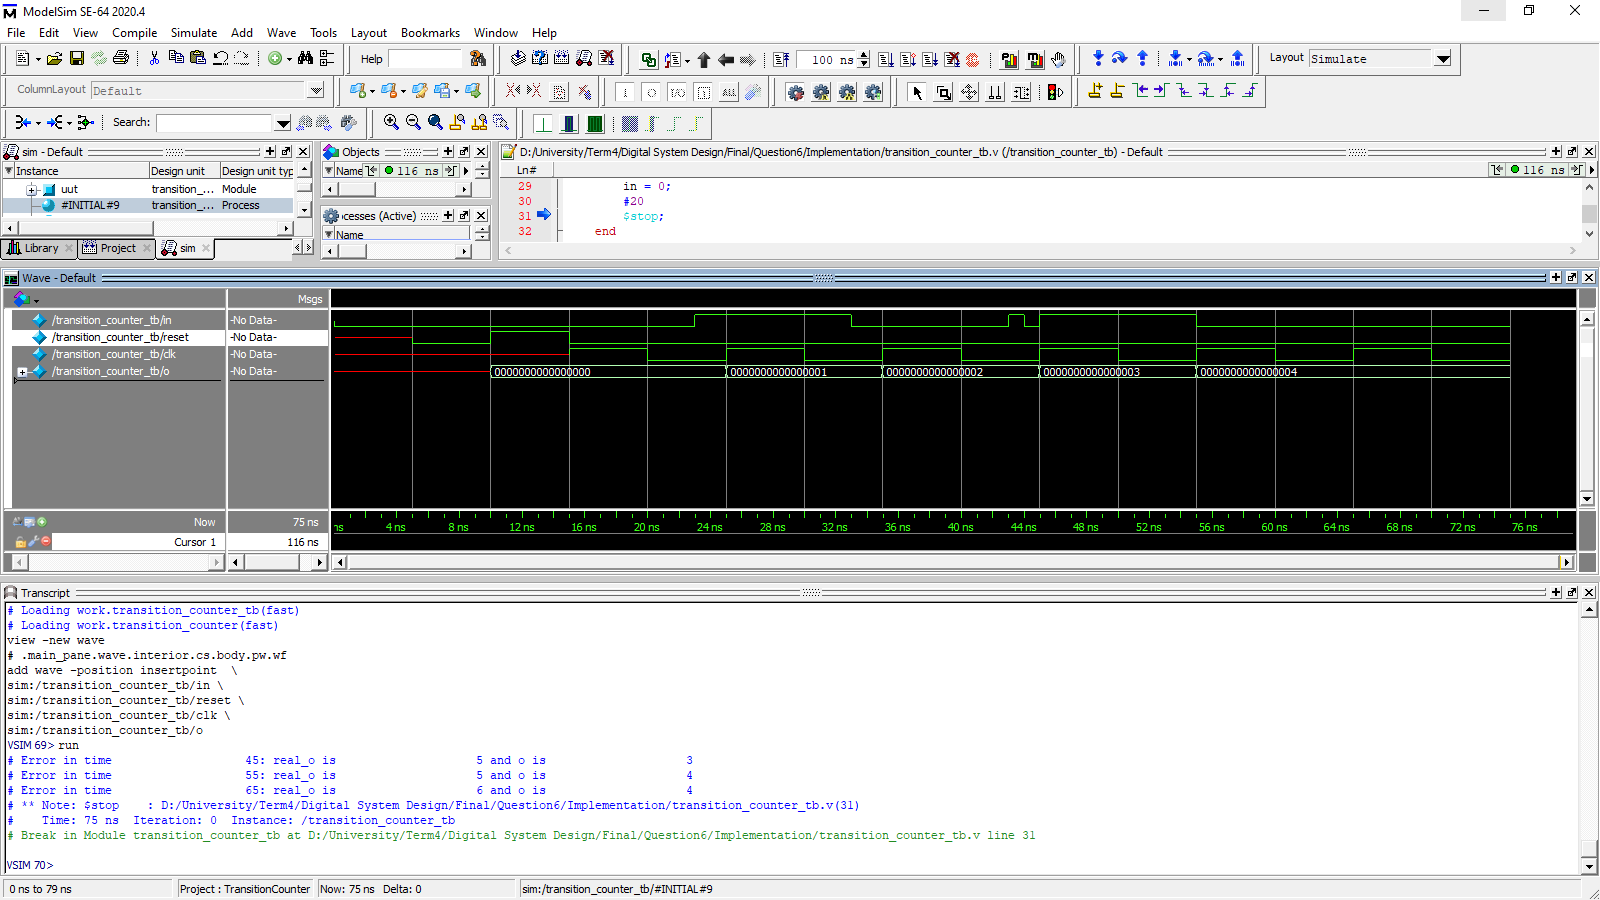 ModelSim SE-64 2020.4
File Edit View Compile Simulate Add Wave Tools Layout Bookmarks Window Help
Help 100 ns Layout Simulate
ColumnLayout Default
Search:
sim - Default
Instance Design unit Design unit typ
uut transition_... Module
#INITIAL#9 transition_... Process
Library Project sim
Objects
Name 116 ns
ocesses (Active)
Name
D:/University/Term4/Digital System Design/Final/Question6/Implementation/transition_counter_tb.v (/transition_counter_tb) - Default
Ln# 116 ns
29 in = 0;
30 #20
31 $stop;
32 end
Wave - Default
Msgs
/transition_counter_tb/in -No Data-
/transition_counter_tb/reset -No Data-
/transition_counter_tb/clk -No Data-
/transition_counter_tb/o -No Data- 0000000000000000 000000000000001 000000000000002 000000000000003 000000000000004
Now 75 ns ns 4 ns 8 ns 12 ns 16 ns 20 ns 24 ns 28 ns 32 ns 36 ns 40 ns 44 ns 48 ns 52 ns 56 ns 60 ns 64 ns 68 ns 72 ns 76 ns
Cursor 1 116 ns
Transcript
# Loading work.transition_counter_tb(fast)
# Loading work.transition_counter(fast)
view -new wave
# .main_pane.wave.interior.cs.body.pw.wf
add wave -position insertpoint \
sim:/transition_counter_tb/in \
sim:/transition_counter_tb/reset \
sim:/transition_counter_tb/clk \
sim:/transition_counter_tb/o
VSIM 69> run
# Error in time 45: real_o is 5 and o is 3
# Error in time 55: real_o is 5 and o is 4
# Error in time 65: real_o is 6 and o is 4
# ** Note: $stop : D:/University/Term4/Digital System Design/Final/Question6/Implementation/transition_counter_tb.v(31)
# Time: 75 ns Iteration: 0 Instance: /transition_counter_tb
# Break in Module transition_counter_tb at D:/University/Term4/Digital System Design/Final/Question6/Implementation/transition_counter_tb.v line 31
VSIM 70>
0 ns to 79 ns Project : TransitionCounter Now: 75 ns Delta: 0 sim:/transition_counter_tb/#INITIAL#9